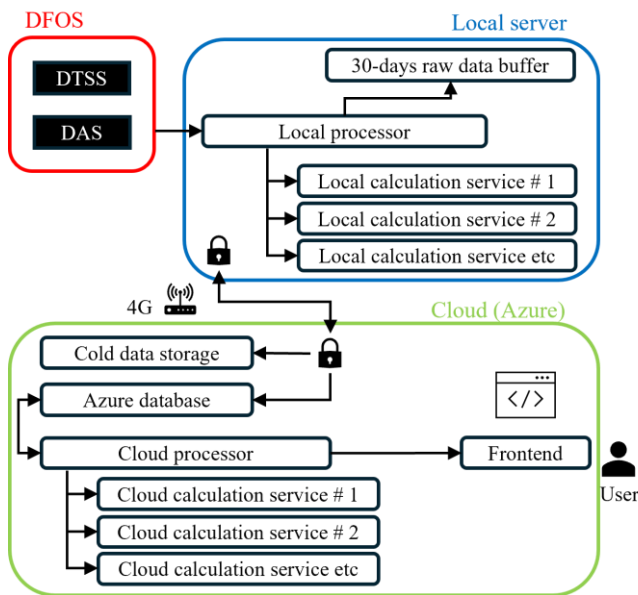 DFOS
DTSS
DAS
Local server
30-days raw data buffer
Local processor
Local calculation service # 1
Local calculation service # 2
Local calculation service etc
4G
Cloud (Azure)
Cold data storage
Azure database
</>
Cloud processor
Frontend
User
Cloud calculation service # 1
Cloud calculation service # 2
Cloud calculation service etc